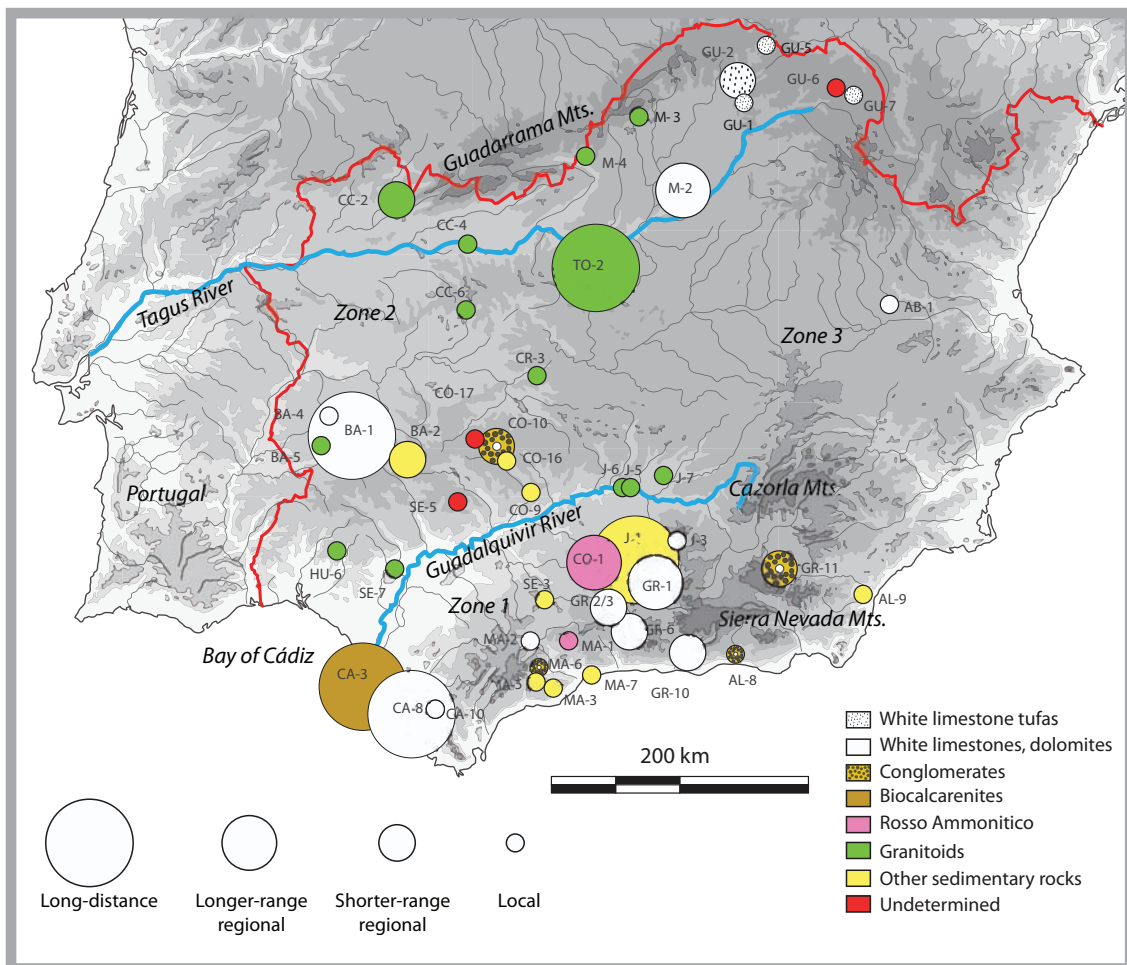 GU-2
GU-5
GU-6
GU-7
GU-1
Guadarrama Mts.
M-3
M-4
M-2
CC-2
CC-4
TO-2
Tagus River
CC-6
Zone 2
AB-1
Zone 3
CR-3
CO-17
BA-4
BA-1
BA-2
CO-10
BA-5
CO-16
J-6
J-5
J-7
Portugal
SE-5
CO-9
Cazorla Mts.
Guadalquivir River
J-1
J-3
CO-1
GR-11
HU-6
SE-7
SE-3
GR-1
AL-9
Zone 1
GR-2/3
Sierra Nevada Mts.
GR-6
MA-2
MA-1
Bay of Cádiz
CA-3
MA-6
MA-5
MA-7
MA-3
GR-10
AL-8
CA-8
CA-10
White limestone tufas
White limestones, dolomites
Conglomerates
Biocalcarenites
Rosso Ammonitico
Granitoids
Other sedimentary rocks
Undetermined
200 km
Long-distance
Longer-range
regional
Shorter-range
regional
Local